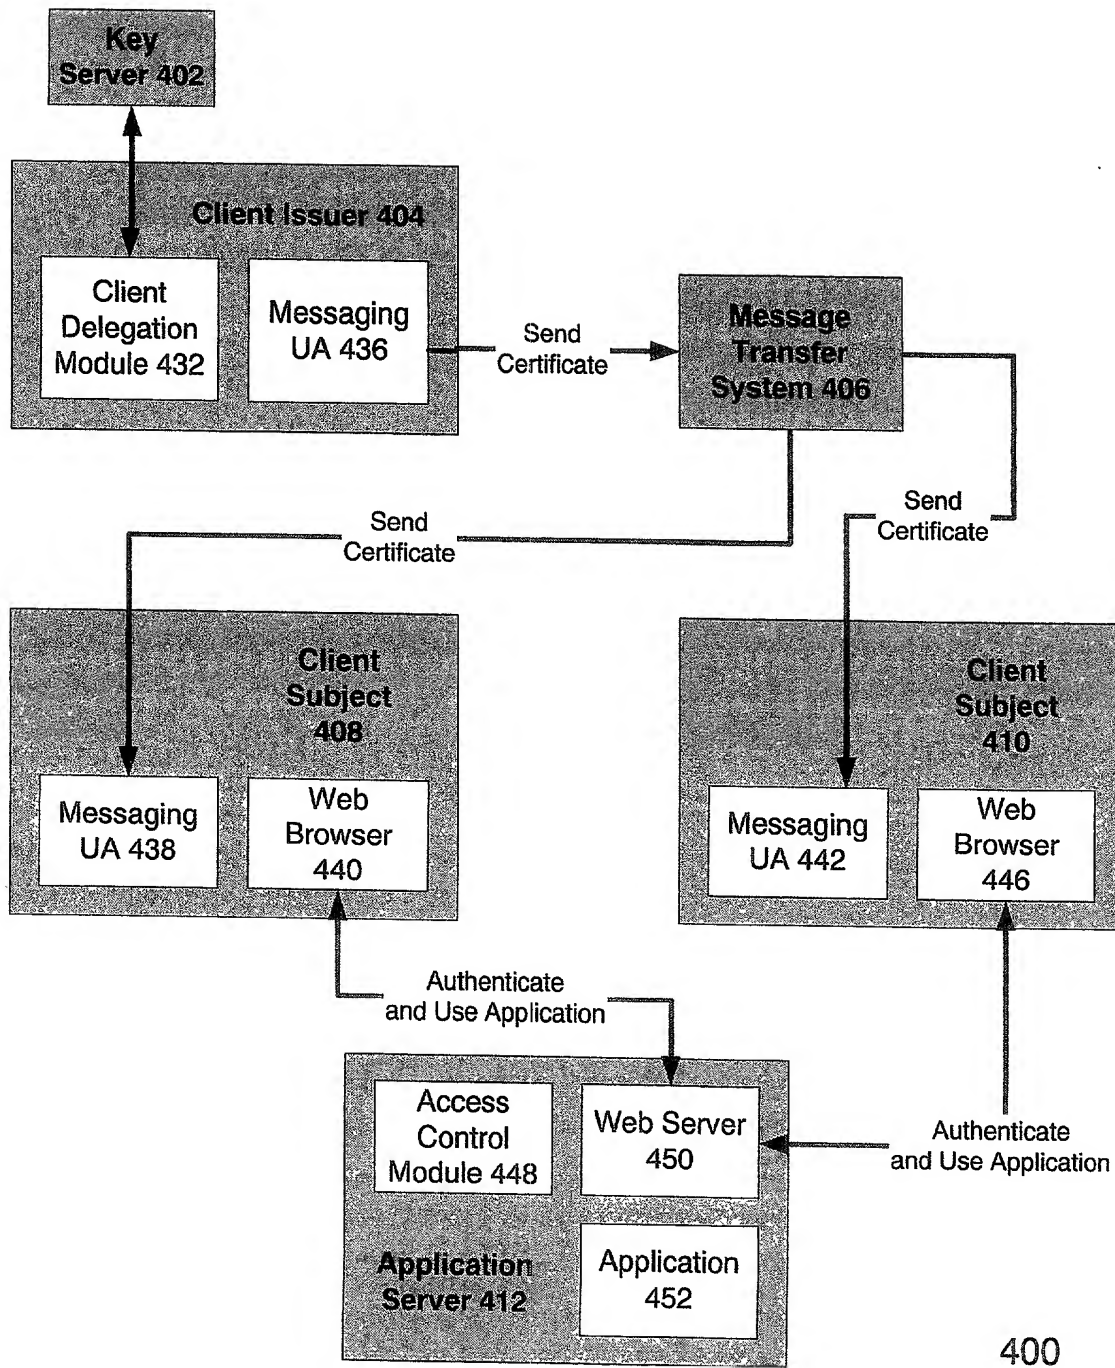 Key
Server 402
Client Issuer 404
Client
Delegation
Module 432
Messaging
UA 436
Send
Certificate
Message
Transfer
System 406
Send
Certificate
Send
Certificate
Client
Subject
408
Messaging
UA 438
Web
Browser
440
Client
Subject
410
Messaging
UA 442
Web
Browser
446
Authenticate
and Use Application
Access
Control
Module 448
Web Server
450
Authenticate
and Use Application
Application
Server 412
Application
452
400